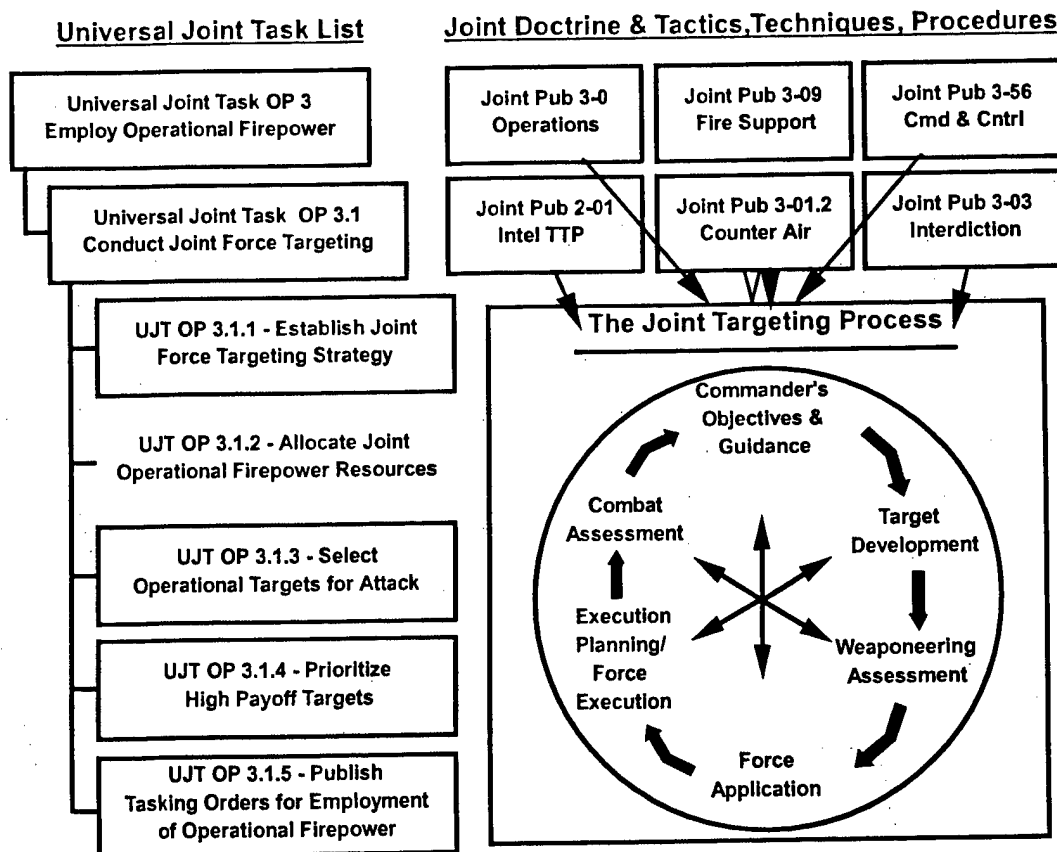 Universal Joint Task List
Universal Joint Task OP 3
Employ Operational Firepower
Universal Joint Task OP 3.1
Conduct Joint Force Targeting
UJT OP 3.1.1 - Establish Joint
Force Targeting Strategy
UJT OP 3.1.2 - Allocate Joint
Operational Firepower Resources
UJT OP 3.1.3 - Select
Operational Targets for Attack
UJT OP 3.1.4 - Prioritize
High Payoff Targets
UJT OP 3.1.5 - Publish
Tasking Orders for Employment
of Operational Firepower
Joint Doctrine & Tactics,Techniques, Procedures
Joint Pub 3-0
Operations
Joint Pub 3-09
Fire Support
Joint Pub 3-56
Cmd & Cntrl
Joint Pub 2-01
Intel TTP
Joint Pub 3-01.2
Counter Air
Joint Pub 3-03
Interdiction
The Joint Targeting Process
Commander's
Objectives &
Guidance
Target
Development
Weaponeering
Assessment
Force
Application
Execution
Planning/
Force
Execution
Combat
Assessment